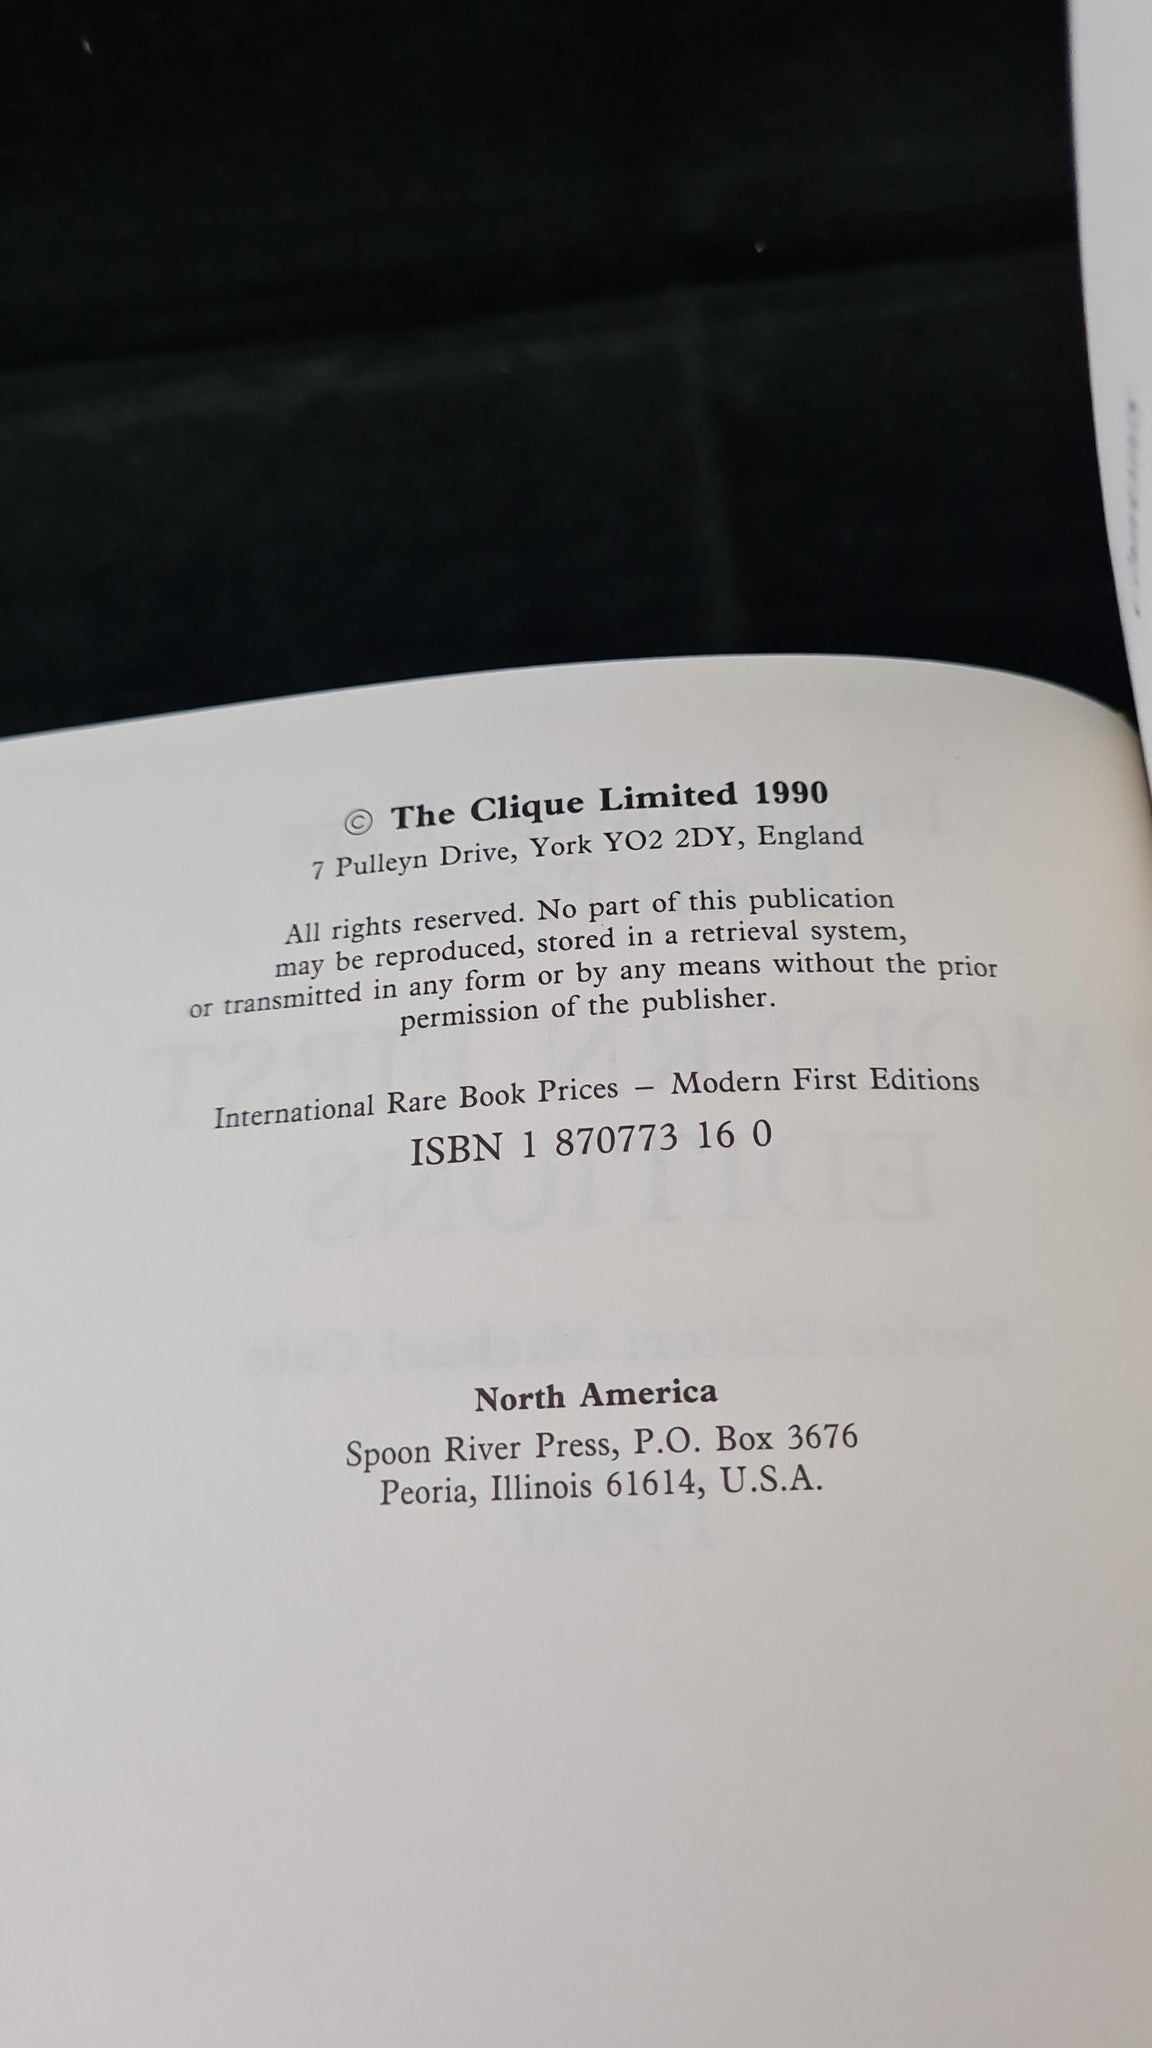 © The Clique Limited 1990
7 Pulleyn Drive, York YO2 2DY, England
All rights reserved. No part of this publication
may be reproduced, stored in a retrieval system,
or transmitted in any form or by any means without the prior
permission of the publisher.
International Rare Book Prices – Modern First Editions
ISBN 1 870773 16 0
North America
Spoon River Press, P.O. Box 3676
Peoria, Illinois 61614, U.S.A.